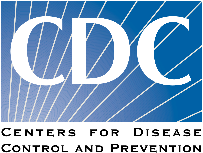 CDC
CENTERS FOR DISEASE
CONTROL AND PREVENTION